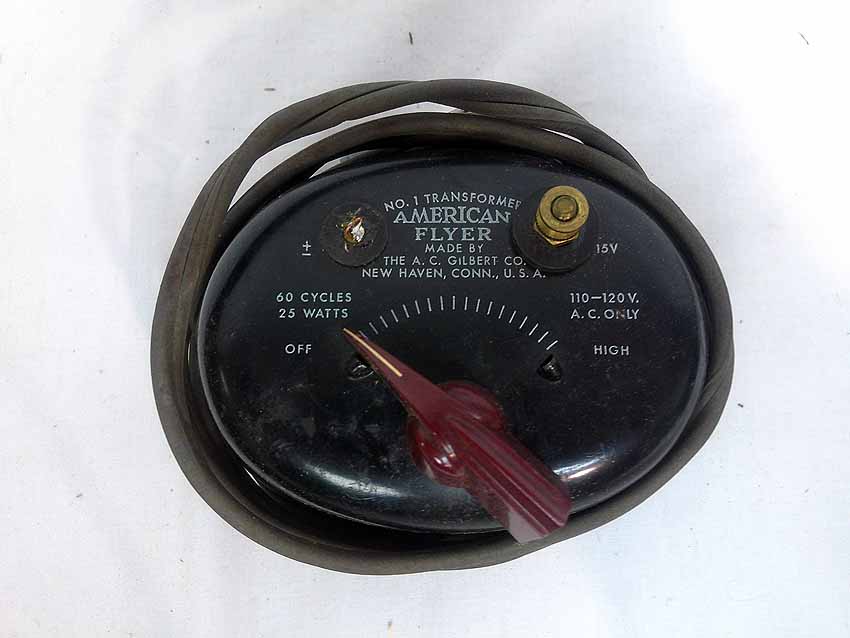 NO. 1 TRANSFORMER
AMERICAN
FLYER
± 15V
MADE BY
THE A. C. GILBERT CO.
NEW HAVEN, CONN., U. S. A.
60 CYCLES 110–120 V.
25 WATTS A. C. ONLY
OFF HIGH